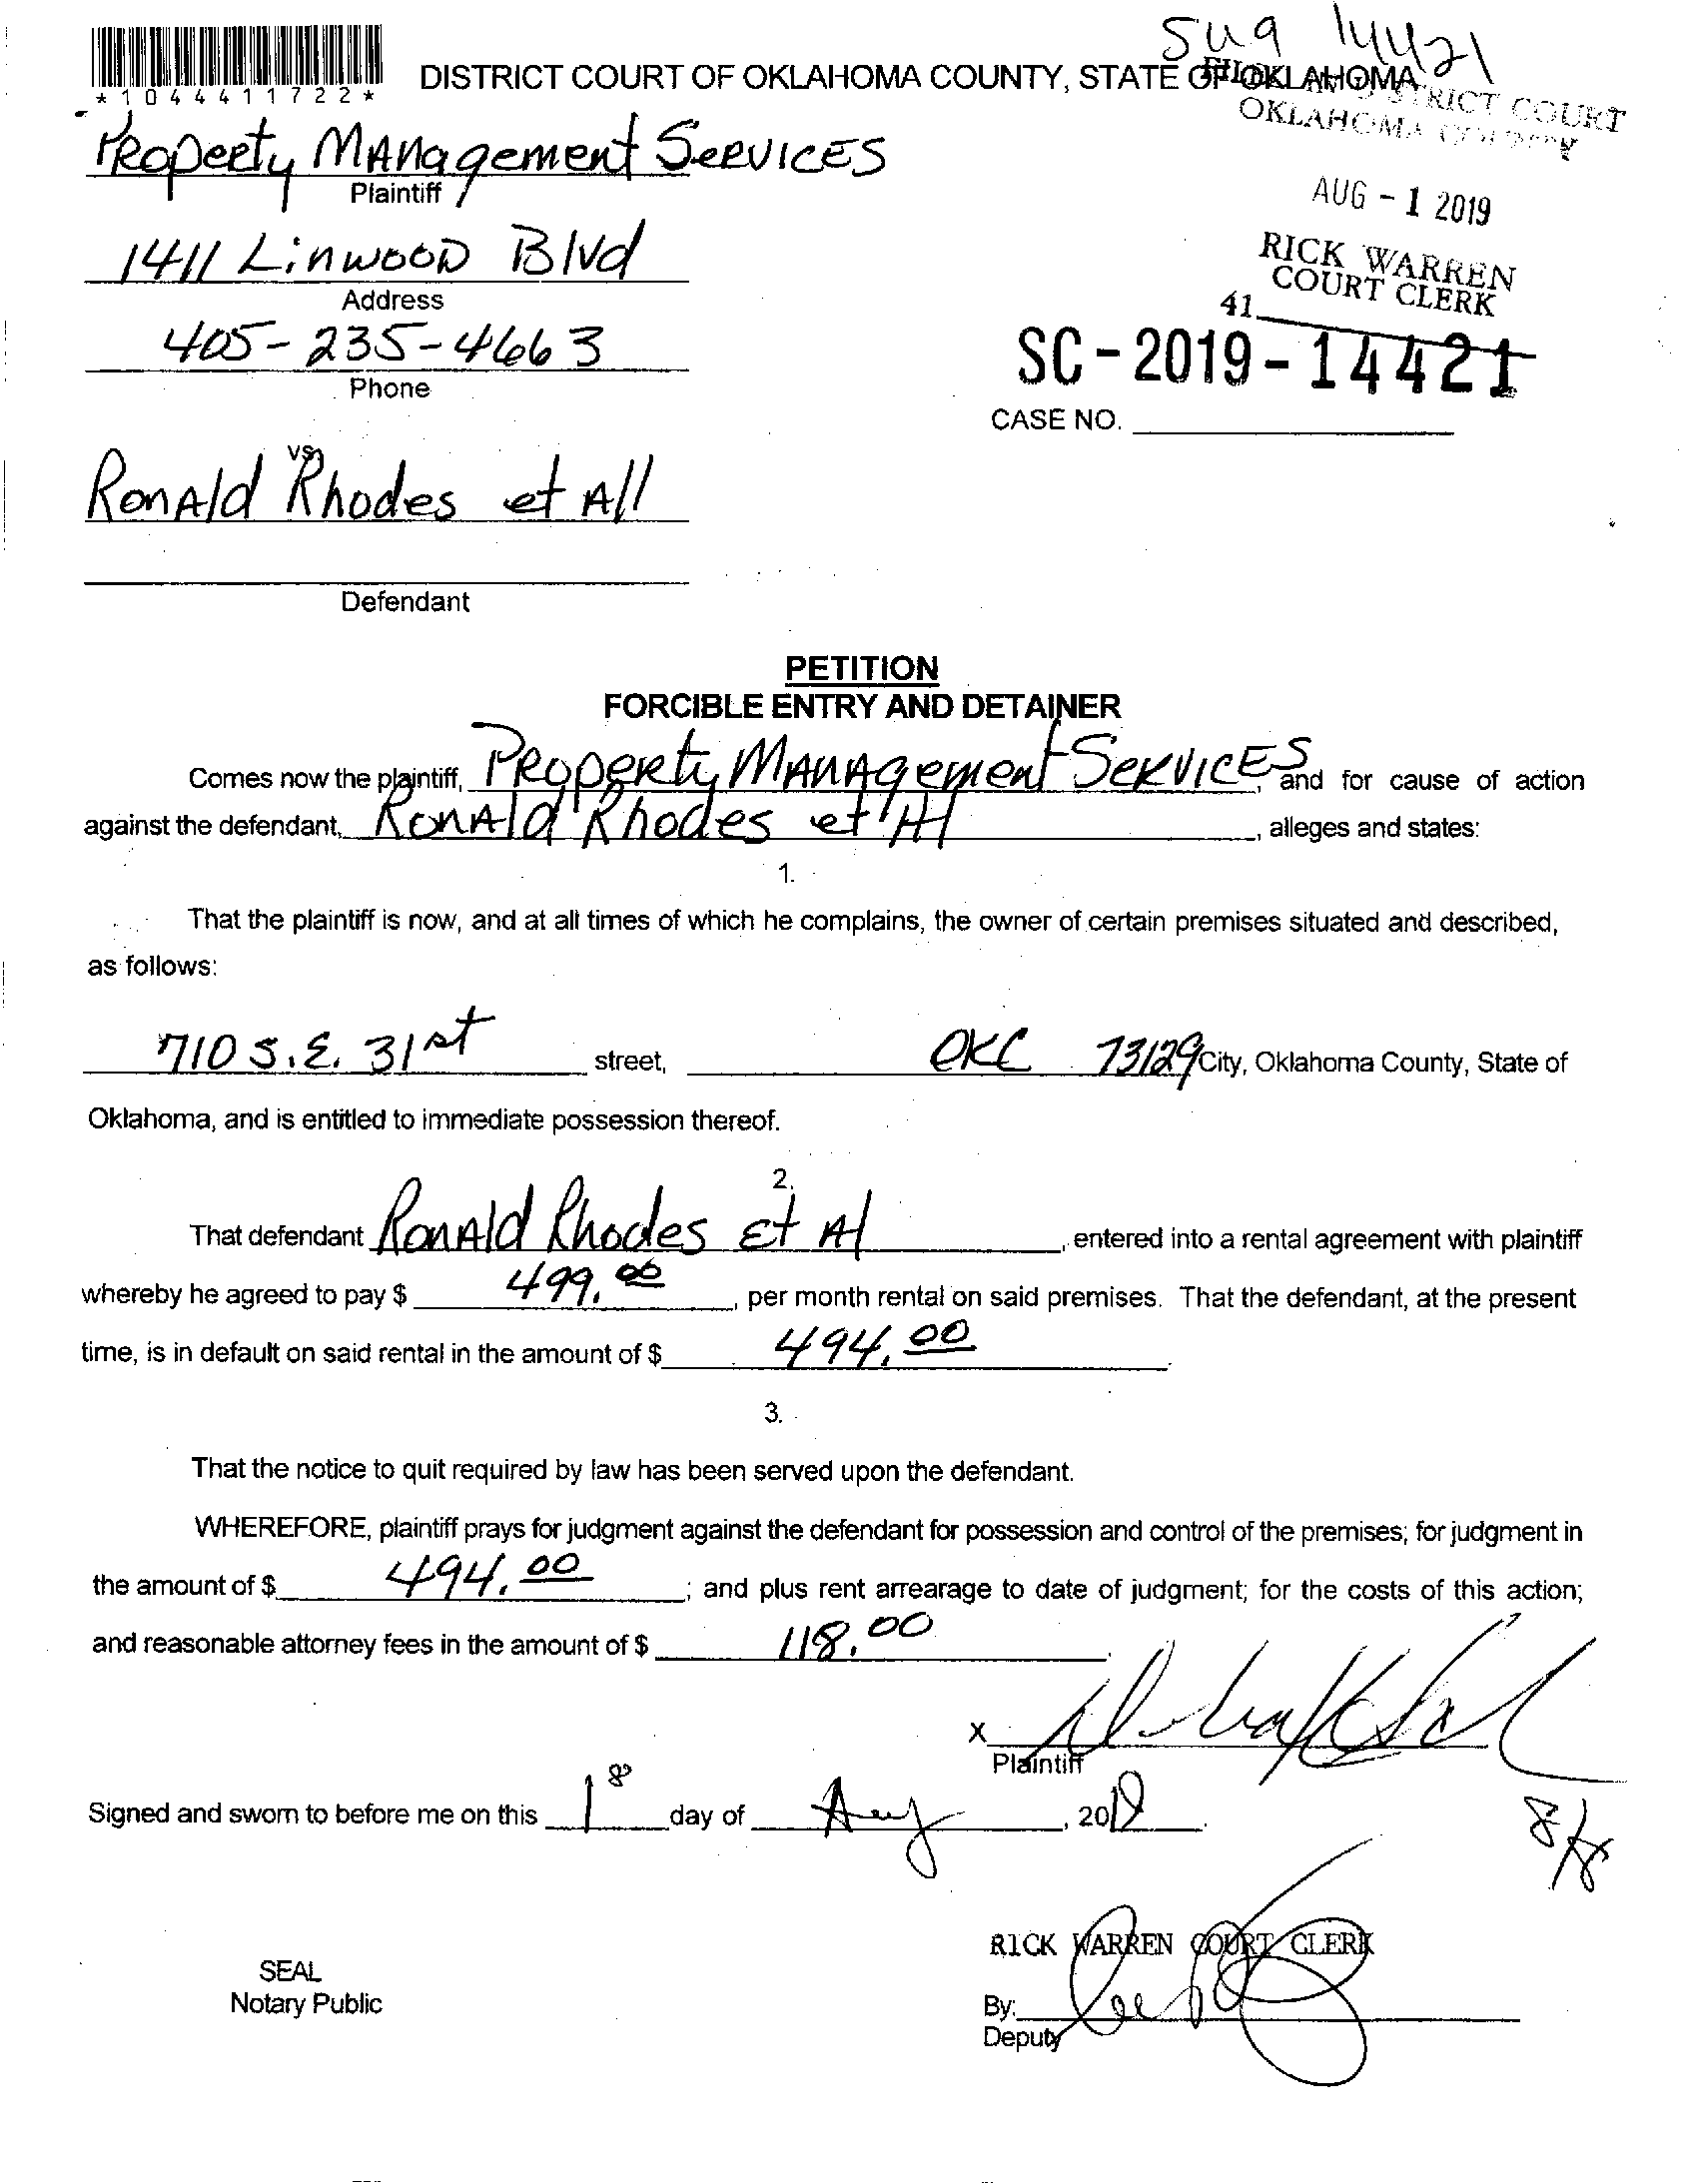 SUA 14421
*1044411722*
DISTRICT COURT OF OKLAHOMA COUNTY, STATE OF OKLAHOMA
FILED IN DISTRICT COURT
OKLAHOMA COUNTY
Property Management Services
Plaintiff
AUG - 1 2019
1411 Linwood Blvd
Address
RICK WARREN
COURT CLERK
41
405-235-4663
Phone
SC-2019-14421
CASE NO.
vs.
Ronald Rhodes et All
Defendant
PETITION
FORCIBLE ENTRY AND DETAINER
Comes now the plaintiff, Property Management Services, and for cause of action
against the defendant, Ronald Rhodes et Al, alleges and states:
1.
That the plaintiff is now, and at all times of which he complains, the owner of certain premises situated and described,
as follows:
710 S.E. 31st street, OKC 73129 City, Oklahoma County, State of
Oklahoma, and is entitled to immediate possession thereof.
2.
That defendant Ronald Rhodes Et Al, entered into a rental agreement with plaintiff
whereby he agreed to pay $ 499.00, per month rental on said premises. That the defendant, at the present
time, is in default on said rental in the amount of $ 494.00.
3.
That the notice to quit required by law has been served upon the defendant.
WHEREFORE, plaintiff prays for judgment against the defendant for possession and control of the premises; for judgment in
the amount of $ 494.00; and plus rent arrearage to date of judgment; for the costs of this action;
and reasonable attorney fees in the amount of $ 118.00.
X
Plaintiff
Signed and sworn to before me on this 1 day of Aug, 2019.
RICK WARREN COURT CLERK
SEAL
Notary Public
By:
Deputy